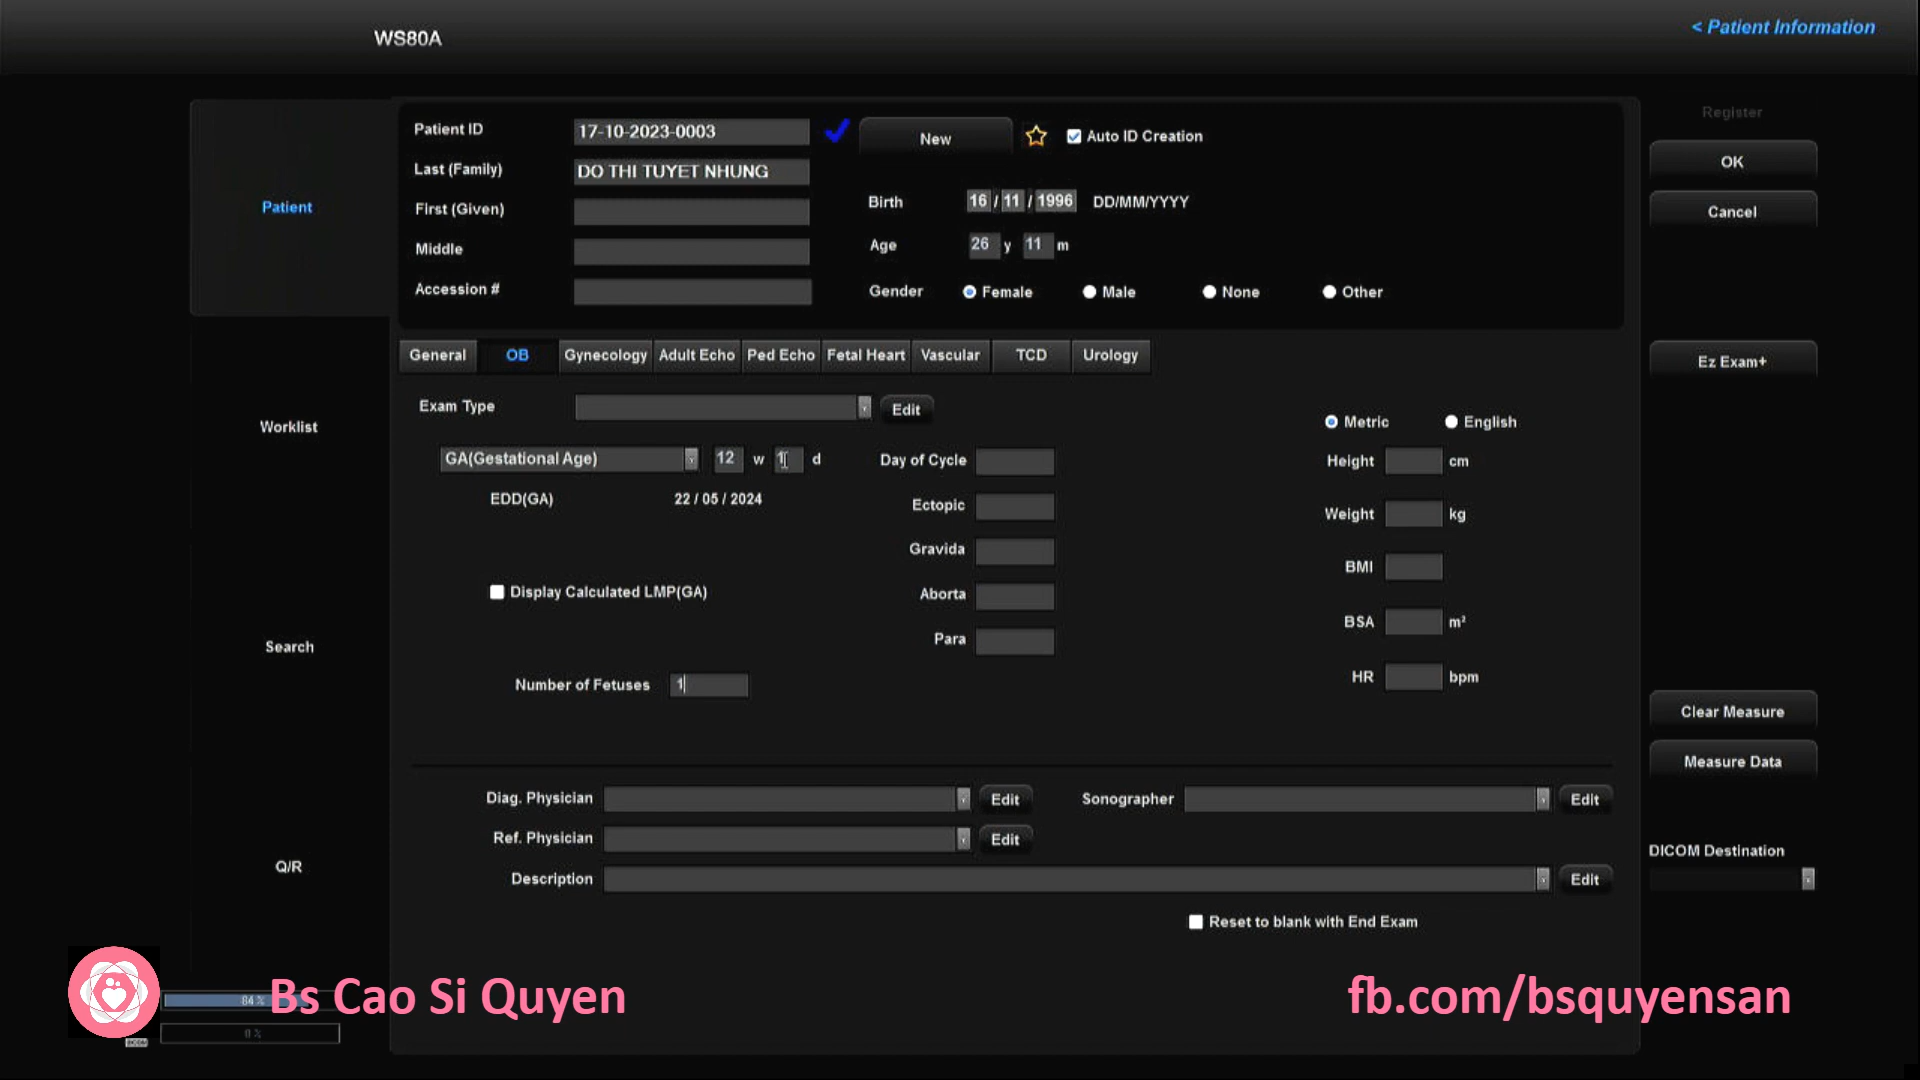 WS80A
< Patient Information
Patient
Worklist
Search
Q/R
Patient ID 17-10-2023-0003 New Auto ID Creation
Last (Family) DO THI TUYET NHUNG
First (Given)
Middle
Accession #
Birth 16 / 11 / 1996 DD/MM/YYYY
Age 26 y 11 m
Gender Female Male None Other
General OB Gynecology Adult Echo Ped Echo Fetal Heart Vascular TCD Urology
Exam Type Edit
GA(Gestational Age) 12 w 1 d
EDD(GA) 22 / 05 / 2024
Display Calculated LMP(GA)
Number of Fetuses 1
Day of Cycle
Ectopic
Gravida
Aborta
Para
Metric English
Height cm
Weight kg
BMI
BSA m²
HR bpm
Diag. Physician Edit Sonographer Edit
Ref. Physician Edit
Description Edit
Reset to blank with End Exam
Register
OK
Cancel
Ez Exam+
Clear Measure
Measure Data
DICOM Destination
84 %
0 %
DICOM
Bs Cao Si Quyen
fb.com/bsquyensan